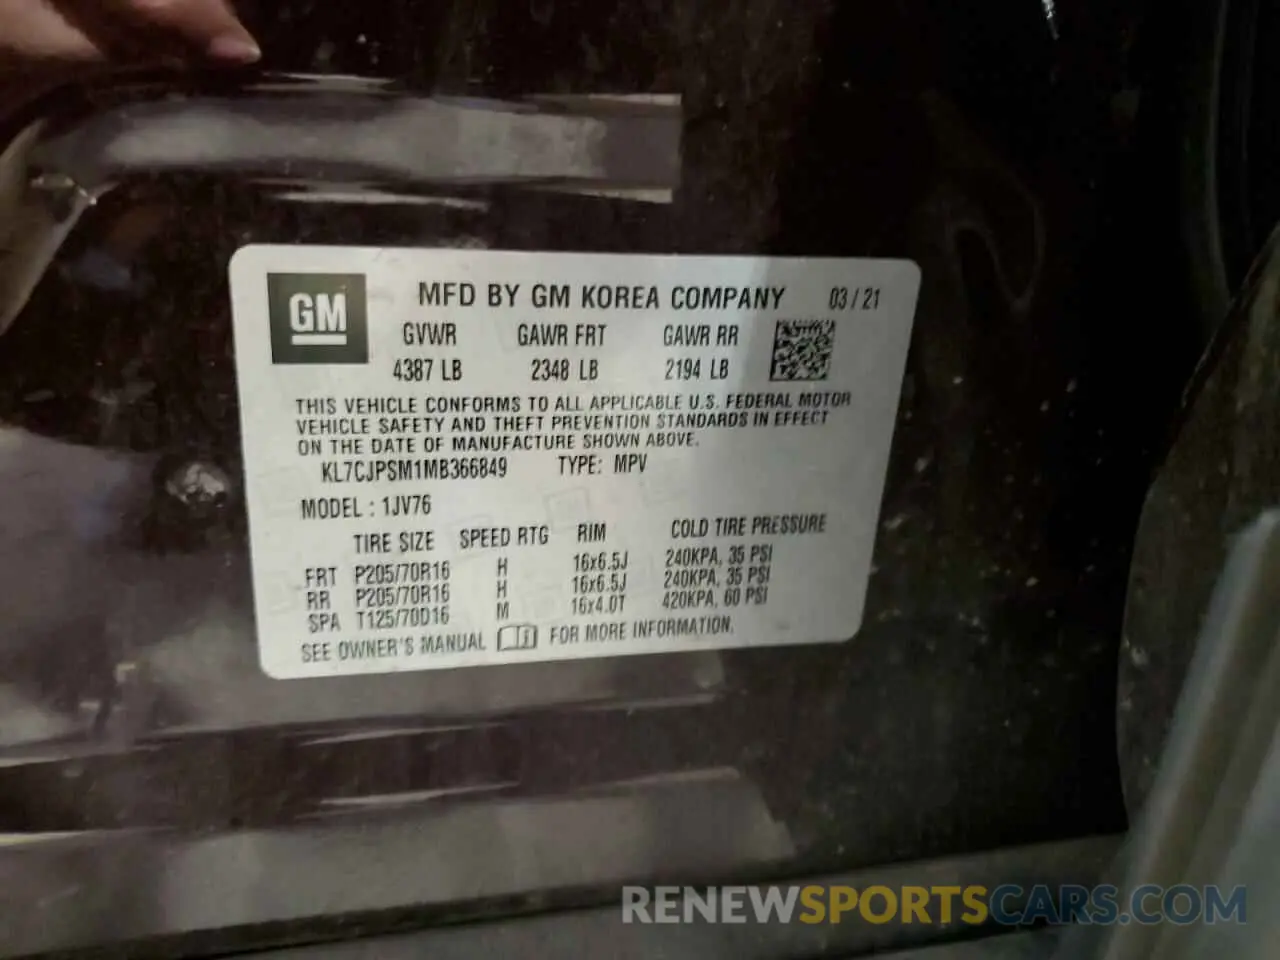 GM
MFD BY GM KOREA COMPANY 03/21
GVWR GAWR FRT GAWR RR
4387 LB 2348 LB 2194 LB
THIS VEHICLE CONFORMS TO ALL APPLICABLE U.S. FEDERAL MOTOR
VEHICLE SAFETY AND THEFT PREVENTION STANDARDS IN EFFECT
ON THE DATE OF MANUFACTURE SHOWN ABOVE.
KL7CJPSM1MB366849 TYPE: MPV
MODEL : 1JV76
TIRE SIZE SPEED RTG RIM COLD TIRE PRESSURE
FRT P205/70R16 H 16x6.5J 240KPA, 35 PSI
RR P205/70R16 H 16x6.5J 240KPA, 35 PSI
SPA T125/70D16 M 16x4.0T 420KPA, 60 PSI
SEE OWNER'S MANUAL FOR MORE INFORMATION.
RENEWSPORTSCARS.COM